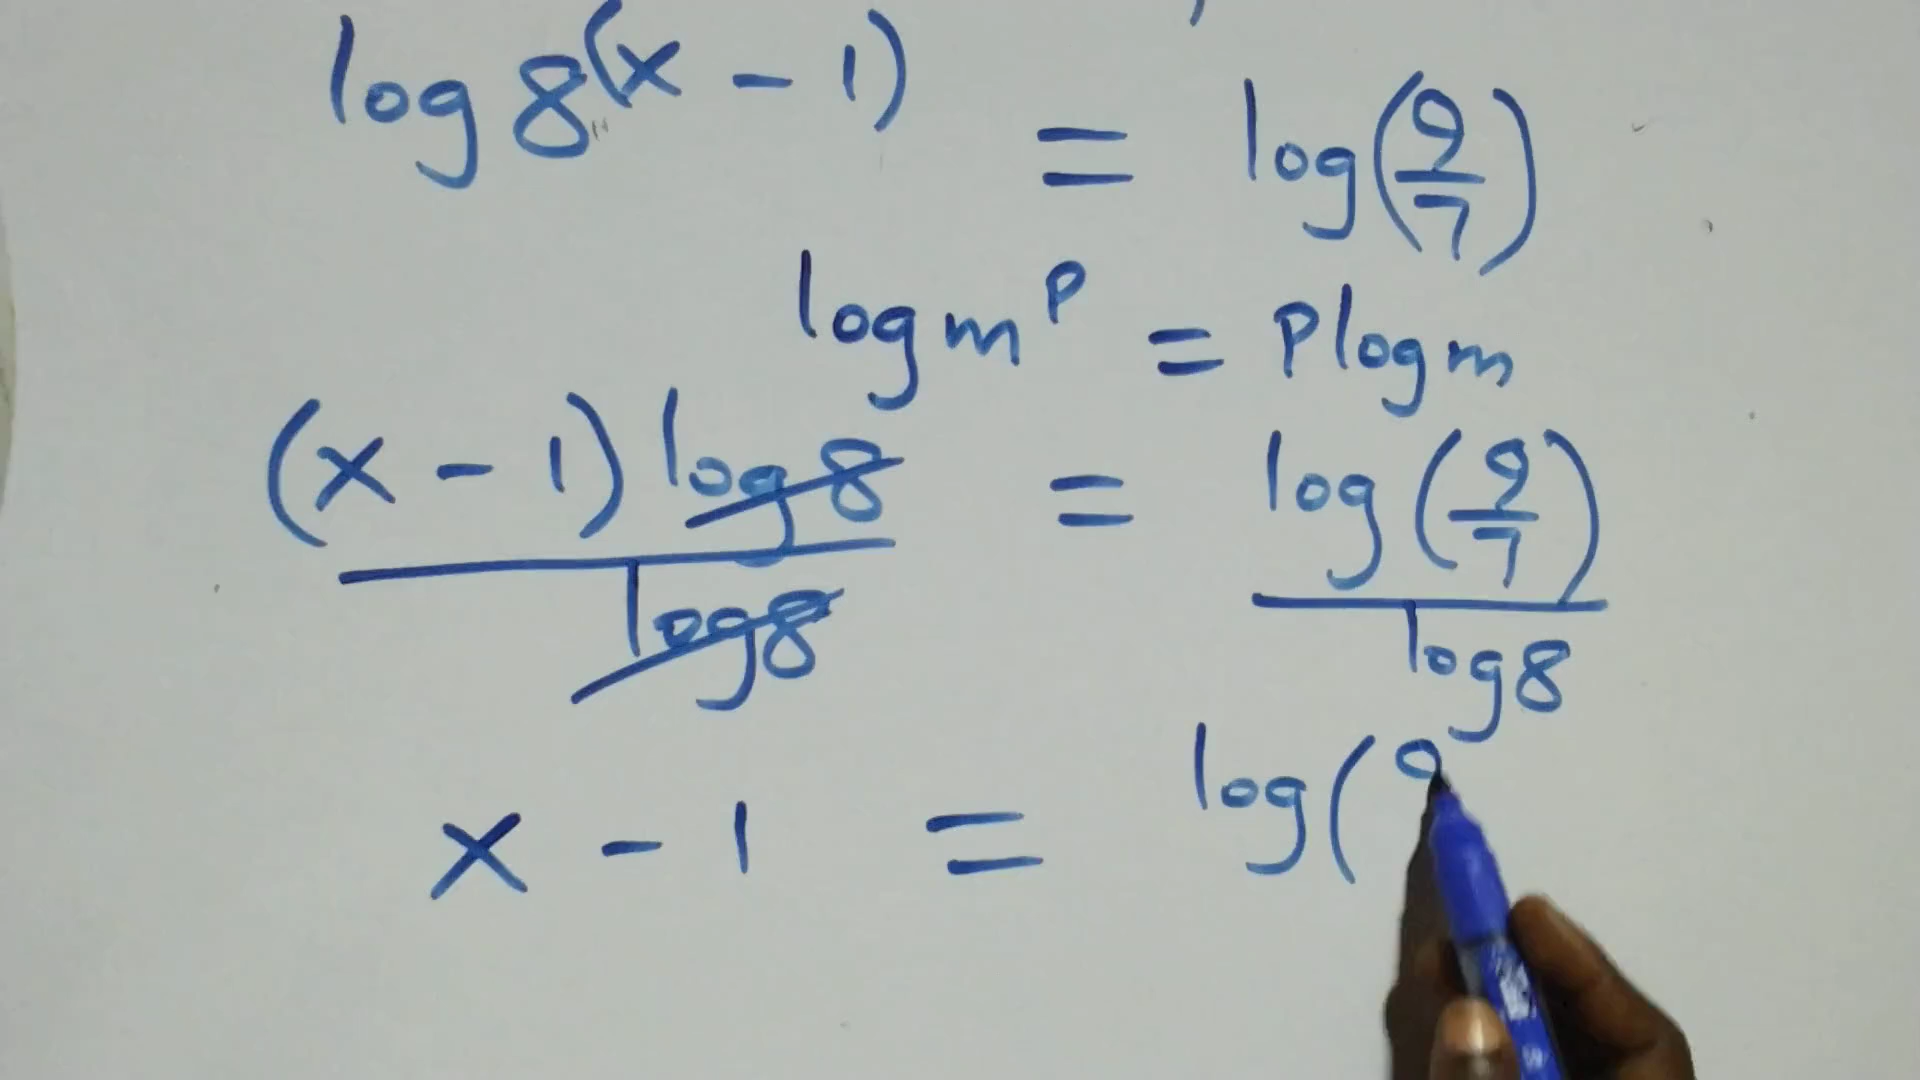 log 8^(x - 1) = log(9/7)
log m^P = P log m
(x - 1) log 8 / log 8 = log(9/7) / log 8
x - 1 = log(9